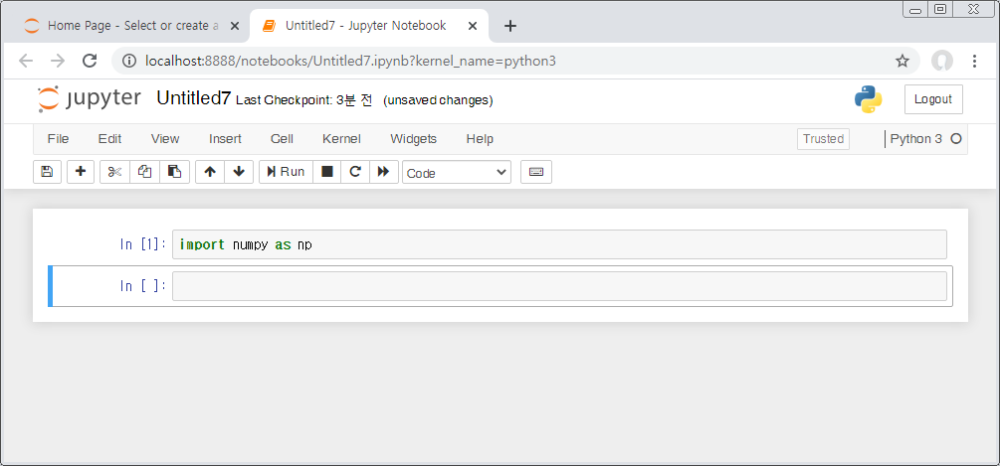 Home Page - Select or create a
Untitled7 - Jupyter Notebook
localhost:8888/notebooks/Untitled7.ipynb?kernel_name=python3
jupyter Untitled7 Last Checkpoint: 3분 전 (unsaved changes)
Logout
File Edit View Insert Cell Kernel Widgets Help Trusted Python 3
Run Code
In [1]: import numpy as np
In [ ]: